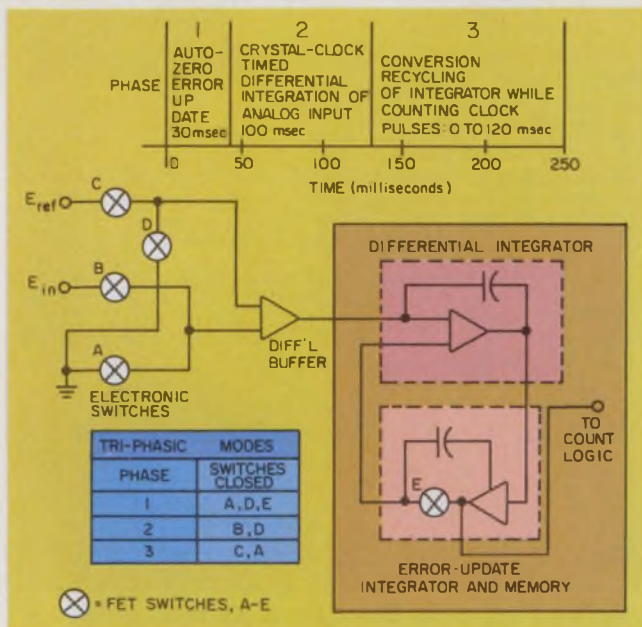 1 2 3
PHASE
AUTO-
ZERO
ERROR
UP
DATE
30msec
CRYSTAL-CLOCK
TIMED
DIFFERENTIAL
INTEGRATION OF
ANALOG INPUT
100 msec
CONVERSION
RECYCLING
OF INTEGRATOR WHILE
COUNTING CLOCK
PULSES: 0 TO 120 msec
0 50 100 150 200 250
TIME (milliseconds)
Eref
C
D
Ein
B
A
ELECTRONIC
SWITCHES
DIFF'L
BUFFER
DIFFERENTIAL INTEGRATOR
TO
COUNT
LOGIC
E
ERROR-UPDATE
INTEGRATOR AND MEMORY
TRI-PHASIC MODES
PHASE SWITCHES
CLOSED
1 A,D,E
2 B,D
3 C,A
= FET SWITCHES, A-E